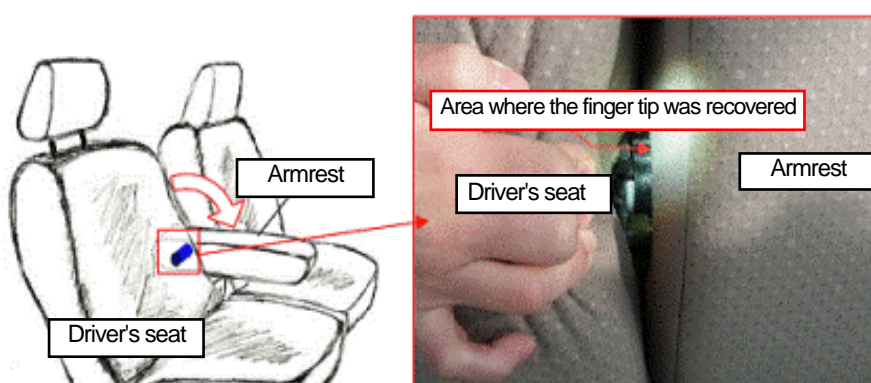 Armrest
Driver's seat
Area where the finger tip was recovered
Driver's seat
Armrest